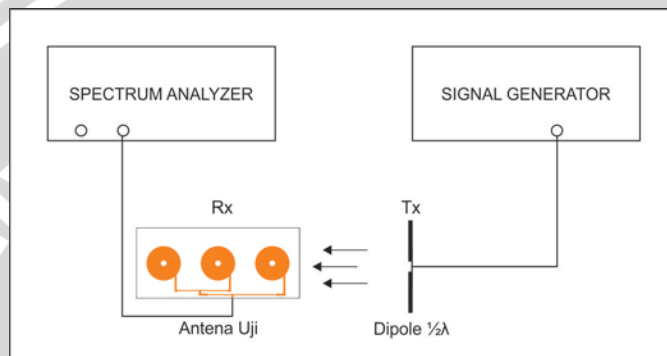 SPECTRUM ANALYZER
SIGNAL GENERATOR
Rx
Tx
Antena Uji
Dipole ½λ